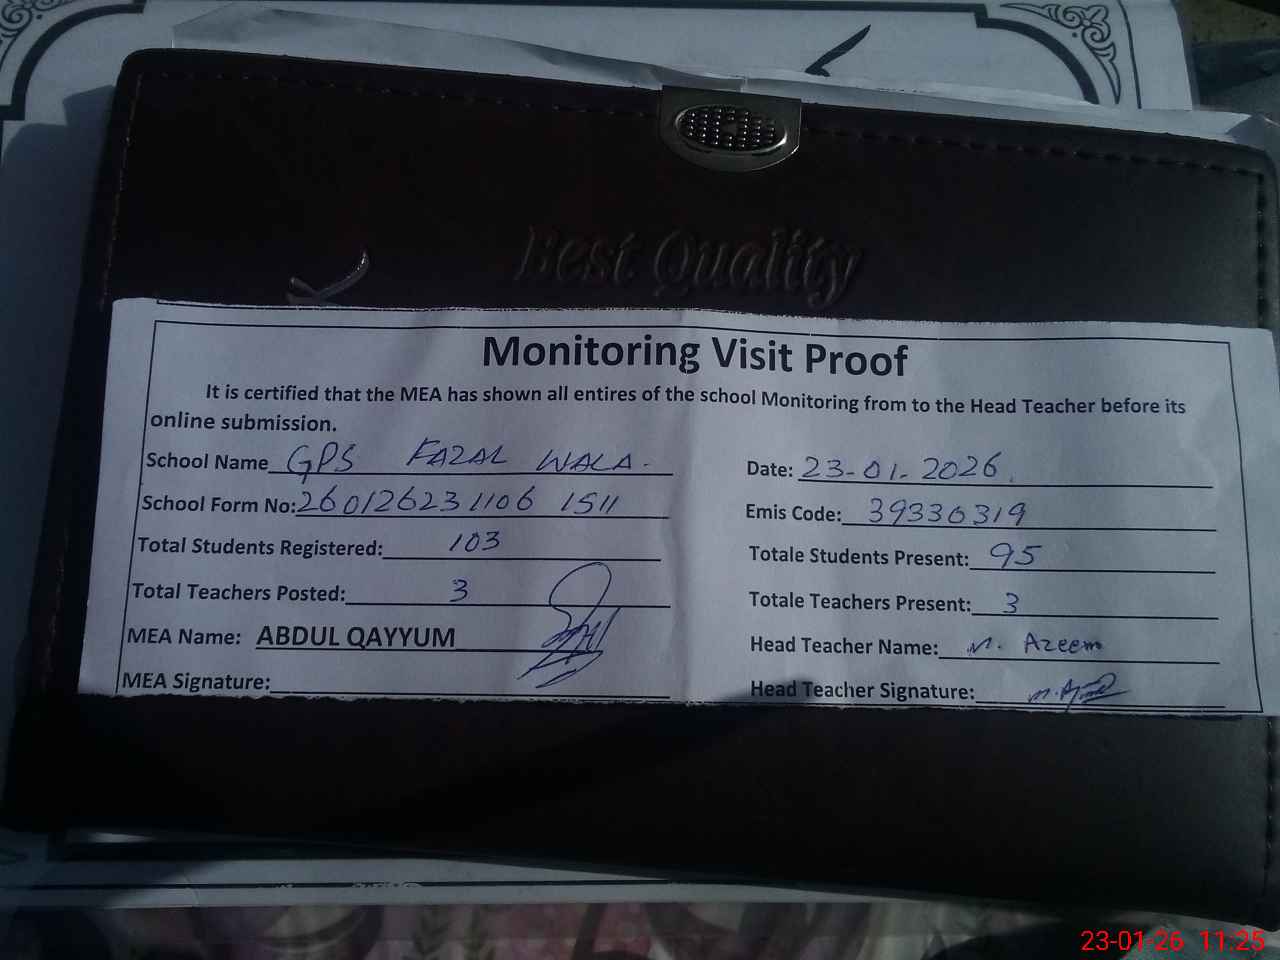 Best Quality
Monitoring Visit Proof
It is certified that the MEA has shown all entires of the school Monitoring from to the Head Teacher before its
online submission.
School Name GPS FAZAL WALA. Date: 23-01-2026.
School Form No: 260126231106 1511 Emis Code: 39330319
Total Students Registered: 103 Totale Students Present: 95
Total Teachers Posted: 3 Totale Teachers Present: 3
MEA Name: ABDUL QAYYUM Head Teacher Name: M. Azeem
MEA Signature: Head Teacher Signature:
23-01-26 11:25